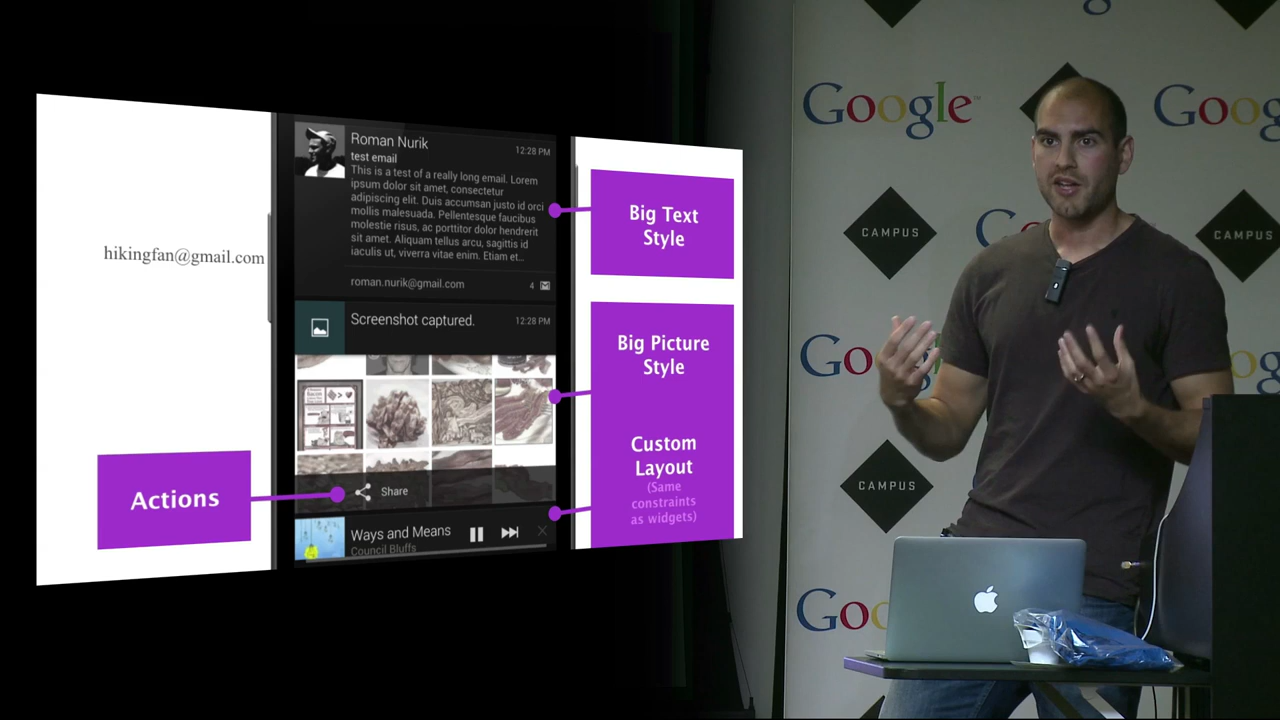 hikingfan@gmail.com
Actions
Roman Nurik
12:28 PM
test email
This is a test of a really long email. Lorem
ipsum dolor sit amet, consectetur
adipiscing elit. Duis accumsan justo id orci
mollis malesuada. Pellentesque faucibus
molestie risus, ac porttitor dolor hendrerit
sit amet. Aliquam tellus arcu, sagittis id
iaculis ut, viverra vitae enim. Etiam et...
roman.nurik@gmail.com
4
Screenshot captured.
12:28 PM
Share
Ways and Means
Council Bluffs
Big Text
Style
Big Picture
Style
Custom
Layout
(Same
constraints
as widgets)
Google
Goog
G
CAMPUS
CAMPUS
Goo
og
CAMPUS
Goo